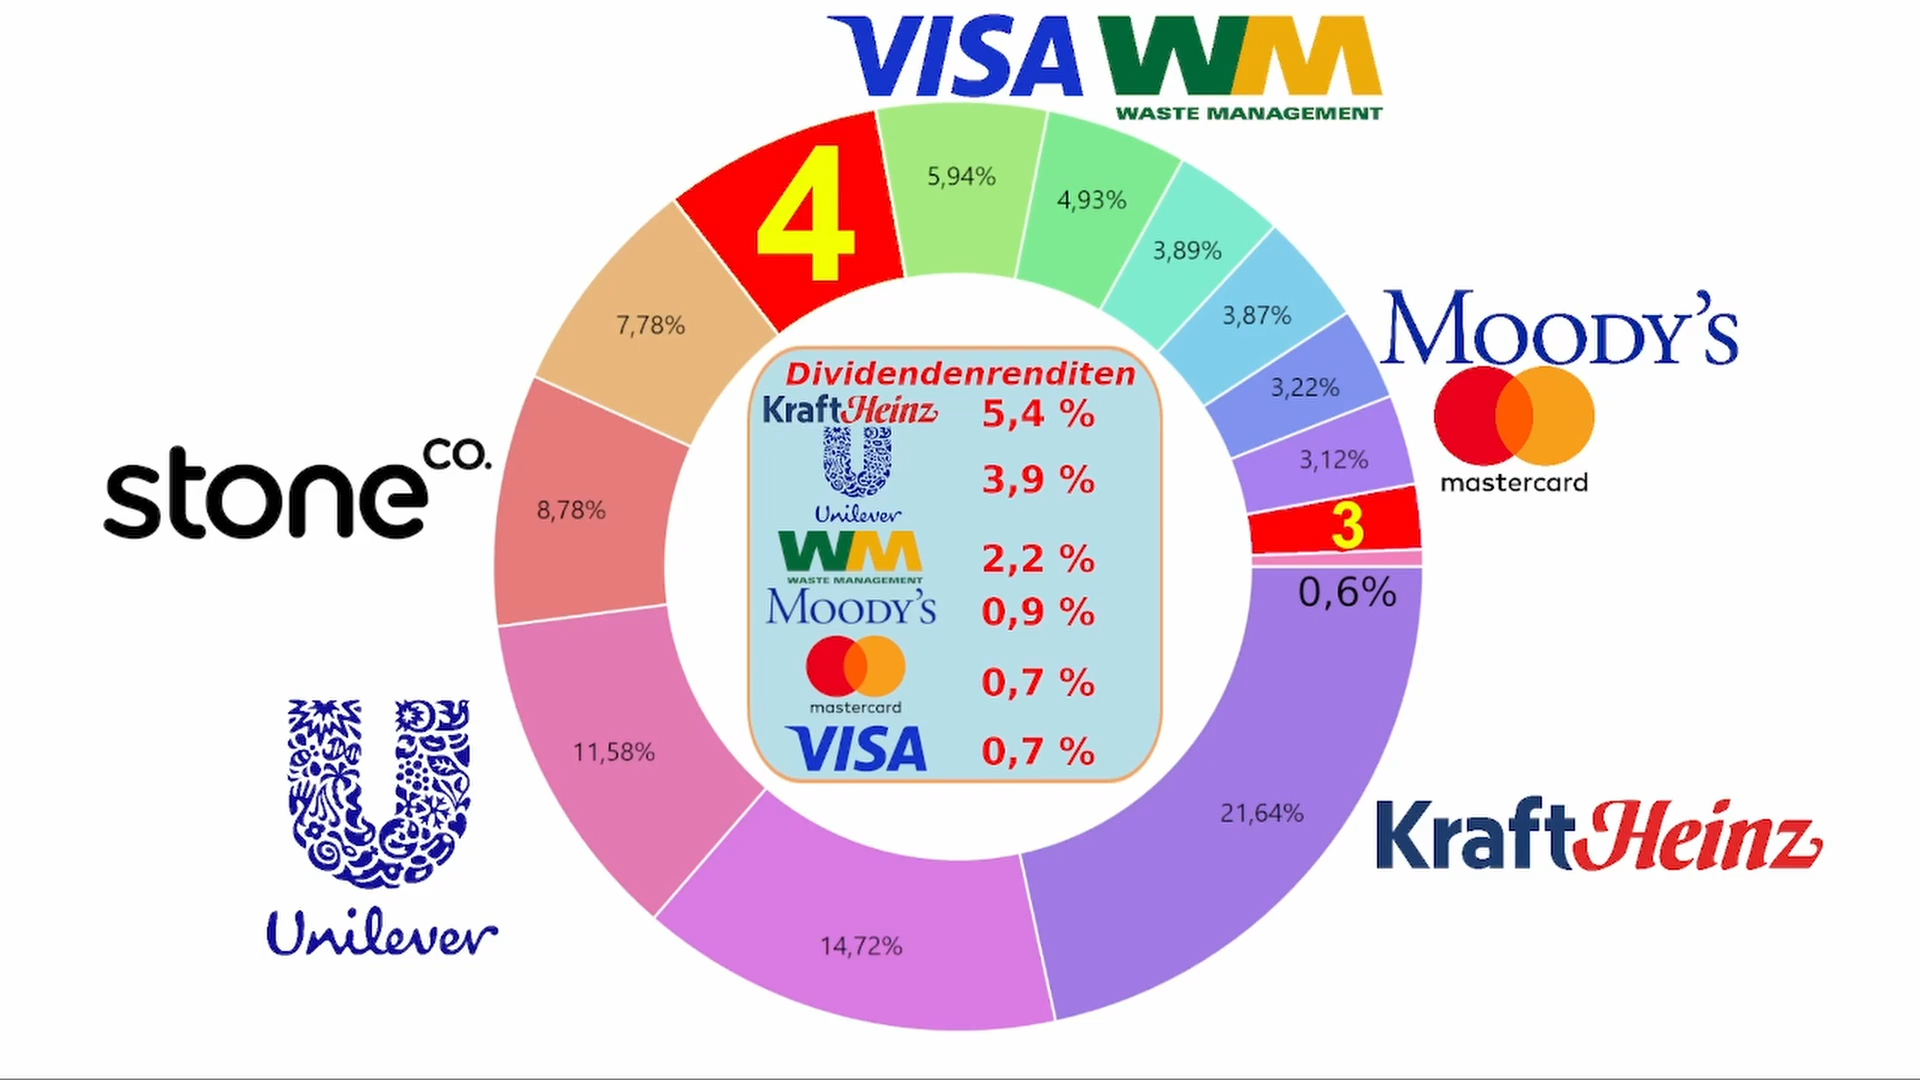 VISA
WM
WASTE MANAGEMENT
4
5,94%
4,93%
3,89%
3,87%
3,22%
3,12%
3
0,6%
7,78%
8,78%
11,58%
14,72%
21,64%
MOODY'S
mastercard
stone co.
Unilever
KraftHeinz
Dividendenrenditen
KraftHeinz 5,4 %
Unilever 3,9 %
WM
WASTE MANAGEMENT 2,2 %
MOODY'S 0,9 %
mastercard 0,7 %
VISA 0,7 %